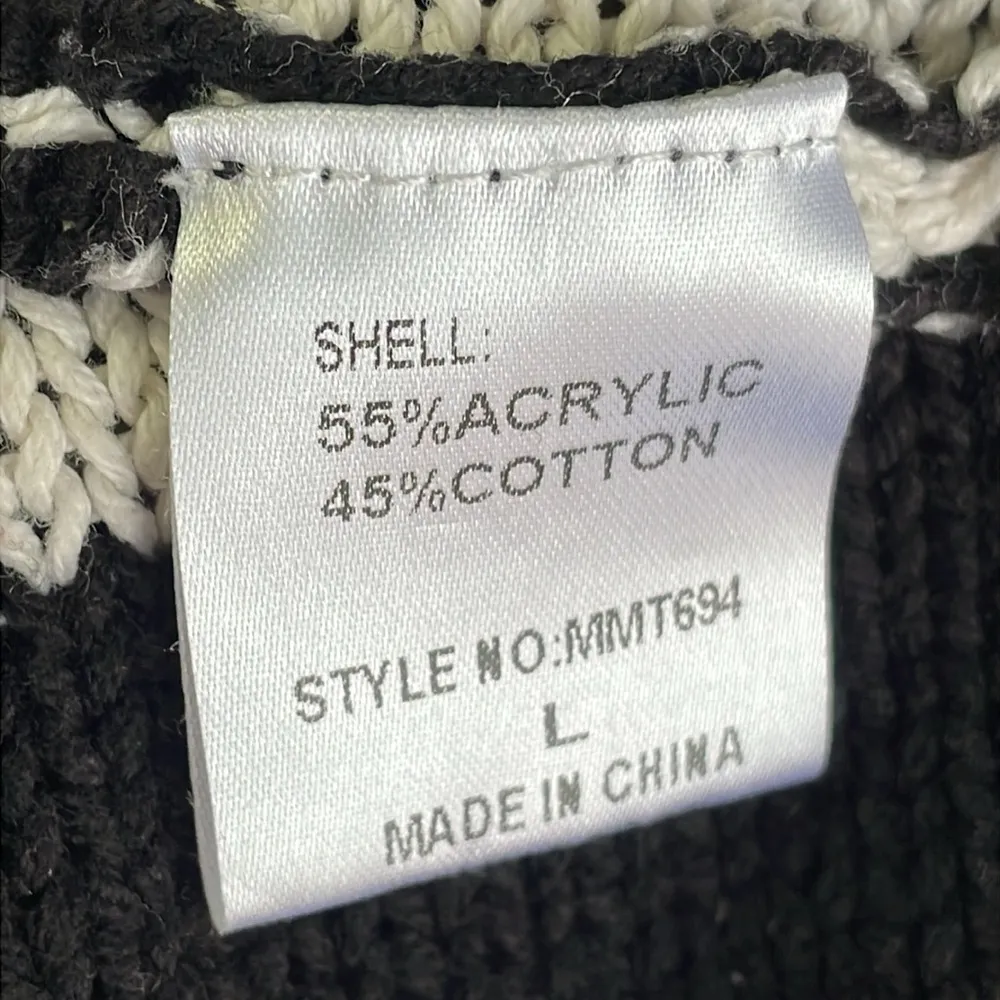 SHELL:
55%ACRYLIC
45%COTTON
STYLE NO:MMT694
L
MADE IN CHINA